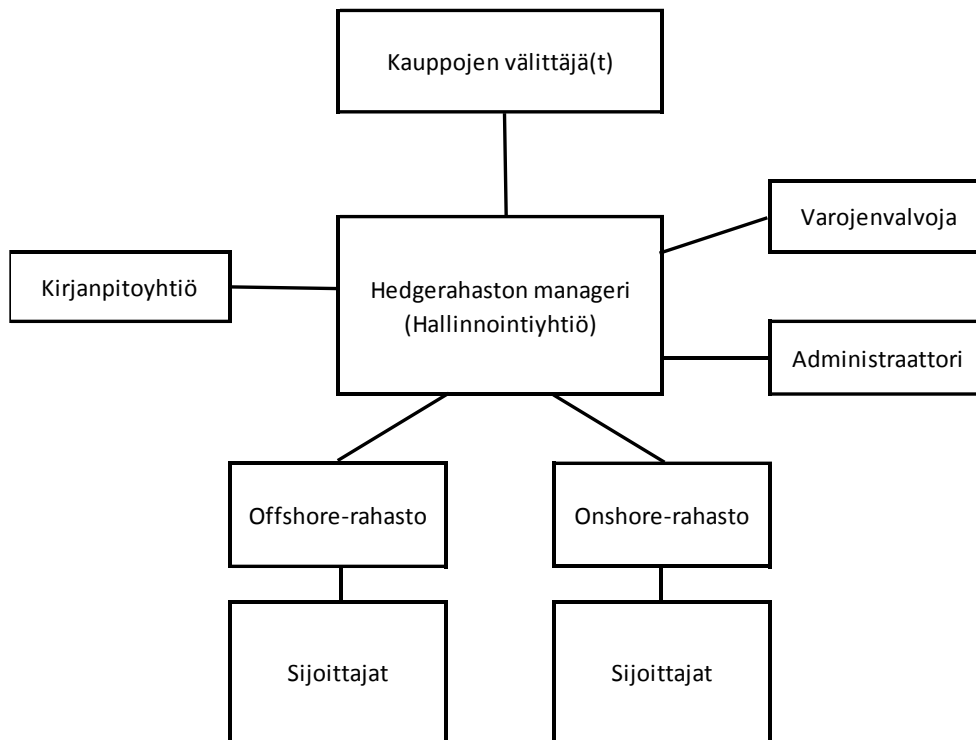 Kauppojen välittäjä(t)
Varojenvalvoja
Kirjanpitoyhtiö
Hedgerahaston manageri
(Hallinnointiyhtiö)
Administraattori
Offshore-rahasto
Onshore-rahasto
Sijoittajat
Sijoittajat